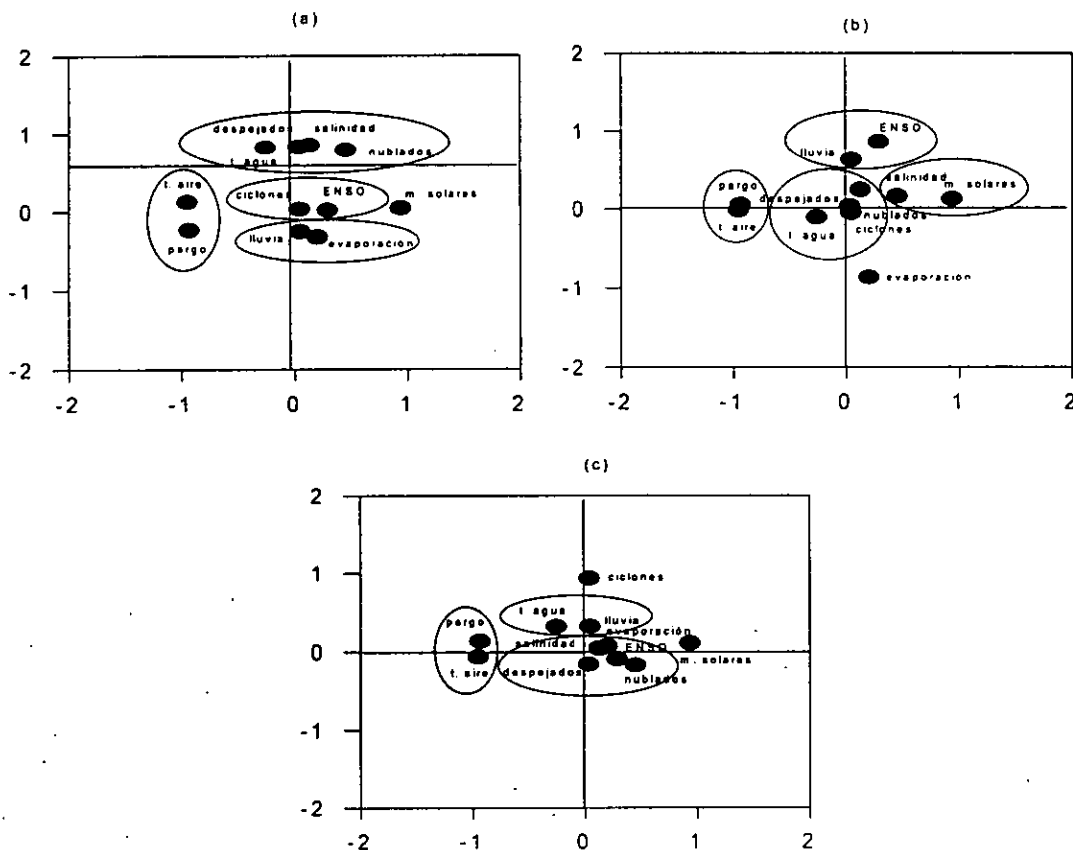 (a)
2
1
0
-1
-2
-2
-1
0
1
2
despejados
salinidad
t agua
nublados
t. aire
ciclones
ENSO
m. solares
pargo
lluvia
evaporación
(b)
2
1
0
-1
-2
-2
-1
0
1
2
ENSO
lluvia
pargo
salinidad
m. solares
despejados
t. aire
nublados
t agua
ciclones
evaporación
(c)
2
1
0
-1
-2
-2
-1
0
1
2
ciclones
t agua
pargo
lluvia
evaporación
salinidad
ENSO
t. aire
despejados
m. solares
nublados